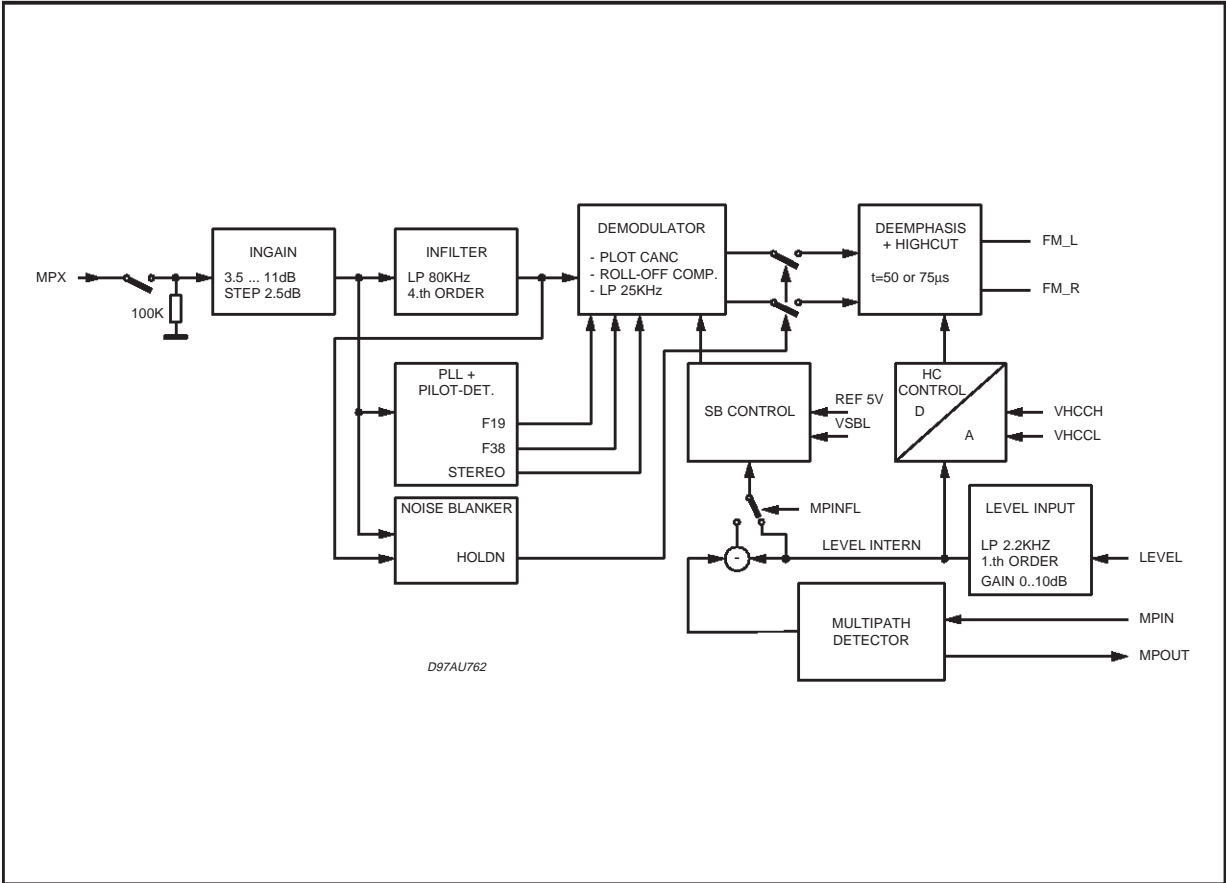 MPX
100K
INGAIN
3.5 ... 11dB
STEP 2.5dB
INFILTER
LP 80KHz
4.th ORDER
DEMODULATOR
- PLOT CANC
- ROLL-OFF COMP.
- LP 25KHz
DEEMPHASIS
+ HIGHCUT
t=50 or 75µs
FM_L
FM_R
PLL +
PILOT-DET.
F19
F38
STEREO
NOISE BLANKER
HOLDN
SB CONTROL
REF 5V
VSBL
HC
CONTROL
D
A
VHCCH
VHCCL
MPINFL
-
LEVEL INTERN
LEVEL INPUT
LP 2.2KHZ
1.th ORDER
GAIN 0..10dB
LEVEL
MULTIPATH
DETECTOR
MPIN
MPOUT
D97AU762